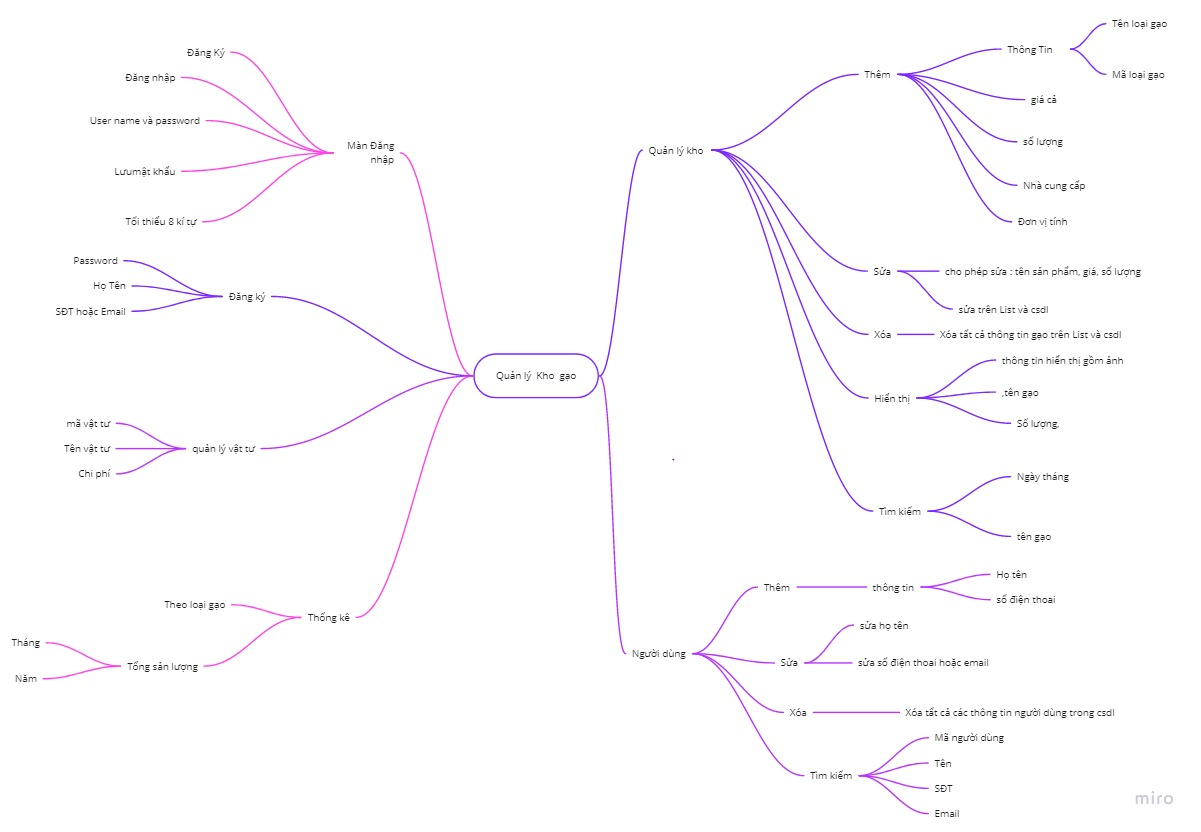 Quản lý Kho gạo
Màn Đăng
nhập
Đăng Ký
Đăng nhập
User name và password
Lưumật khẩu
Tối thiểu 8 kí tự
Đăng ký
Password
Họ Tên
SĐT hoặc Email
quản lý vật tư
mã vật tư
Tên vật tư
Chi phí
Thống kê
Theo loại gạo
Tổng sản lượng
Tháng
Năm
Quản lý kho
Thêm
Thông Tin
Tên loại gạo
Mã loại gạo
giá cả
số lượng
Nhà cung cấp
Đơn vị tính
Sửa
cho phép sửa : tên sản phẩm, giá, số lượng
sửa trên List và csdl
Xóa
Xóa tất cả thông tin gạo trên List và csdl
Hiển thị
thông tin hiển thị gồm ảnh
,tên gạo
Số lượng,
Tìm kiếm
Ngày tháng
tên gạo
Người dùng
Thêm
thông tin
Họ tên
số điện thoai
Sửa
sửa họ tên
sửa số điện thoai hoặc email
Xóa
Xóa tất cả các thông tin người dùng trong csdl
Tìm kiếm
Mã người dùng
Tên
SĐT
Email
miro